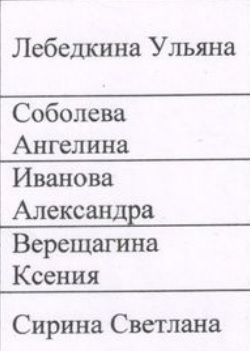 Лебедкина Ульяна
Соболева
Ангелина
Иванова
Александра
Верещагина
Ксения
Сирина Светлана